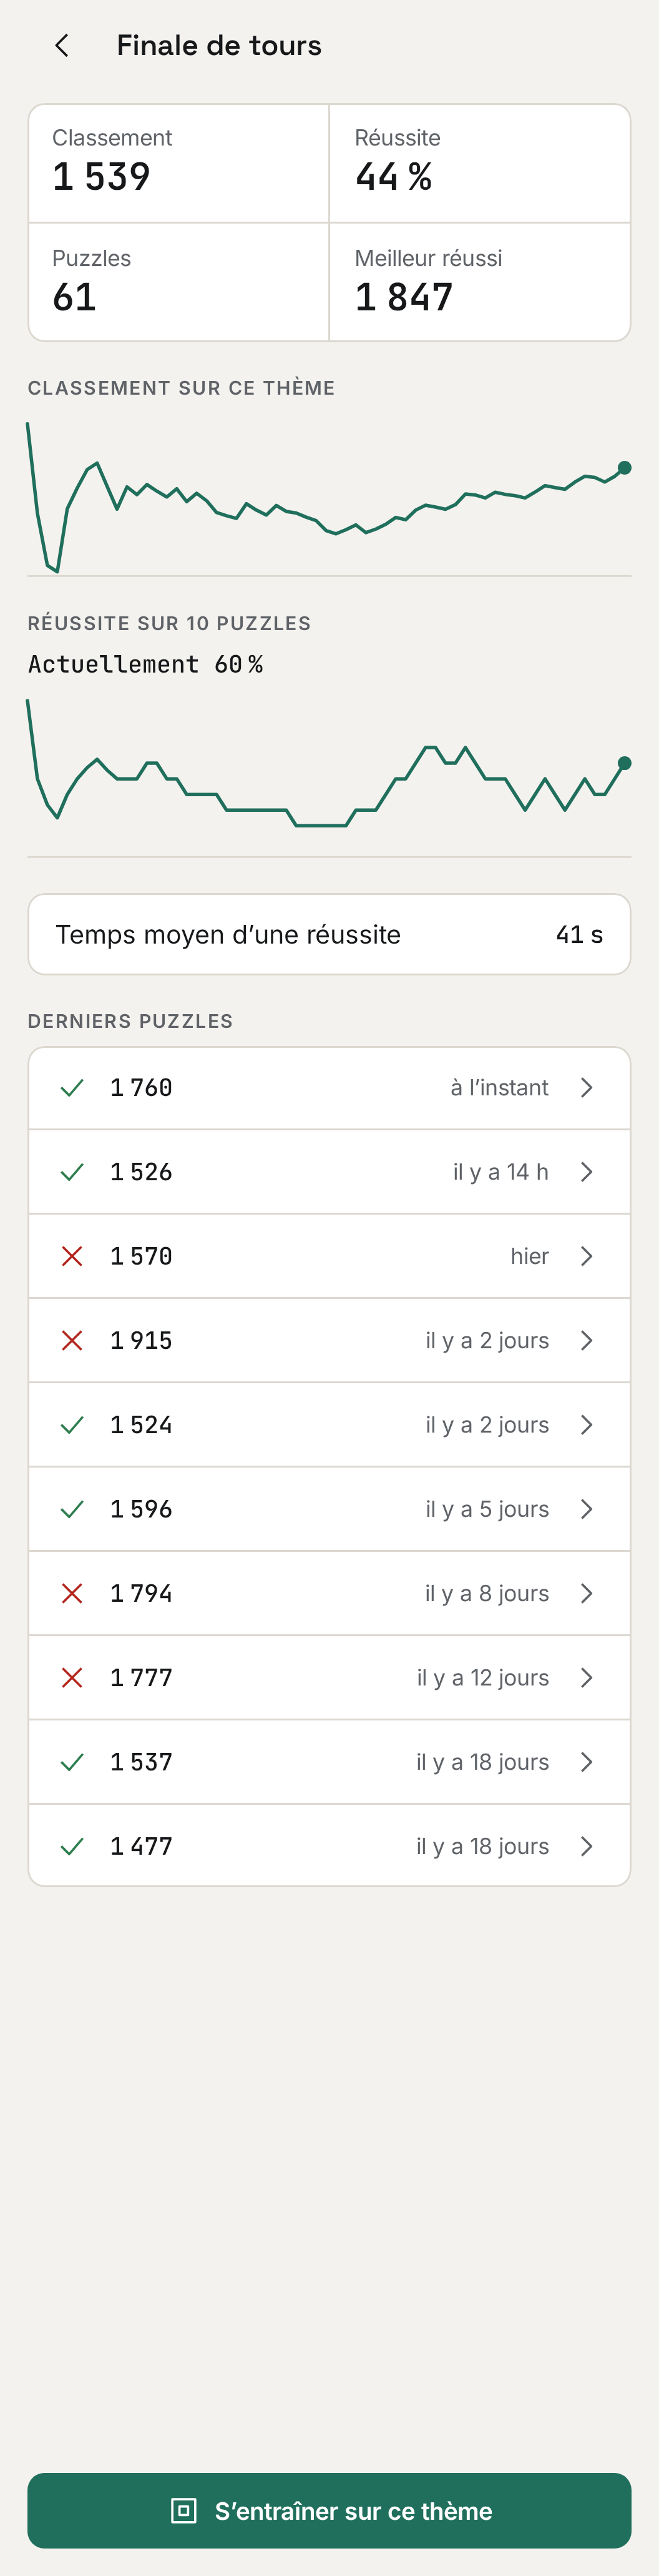 Finale de tours
Classement
1 539
Réussite
44 %
Puzzles
61
Meilleur réussi
1 847
CLASSEMENT SUR CE THÈME
RÉUSSITE SUR 10 PUZZLES
Actuellement 60 %
Temps moyen d’une réussite 41 s
DERNIERS PUZZLES
1 760 à l’instant
1 526 il y a 14 h
1 570 hier
1 915 il y a 2 jours
1 524 il y a 2 jours
1 596 il y a 5 jours
1 794 il y a 8 jours
1 777 il y a 12 jours
1 537 il y a 18 jours
1 477 il y a 18 jours
S’entraîner sur ce thème